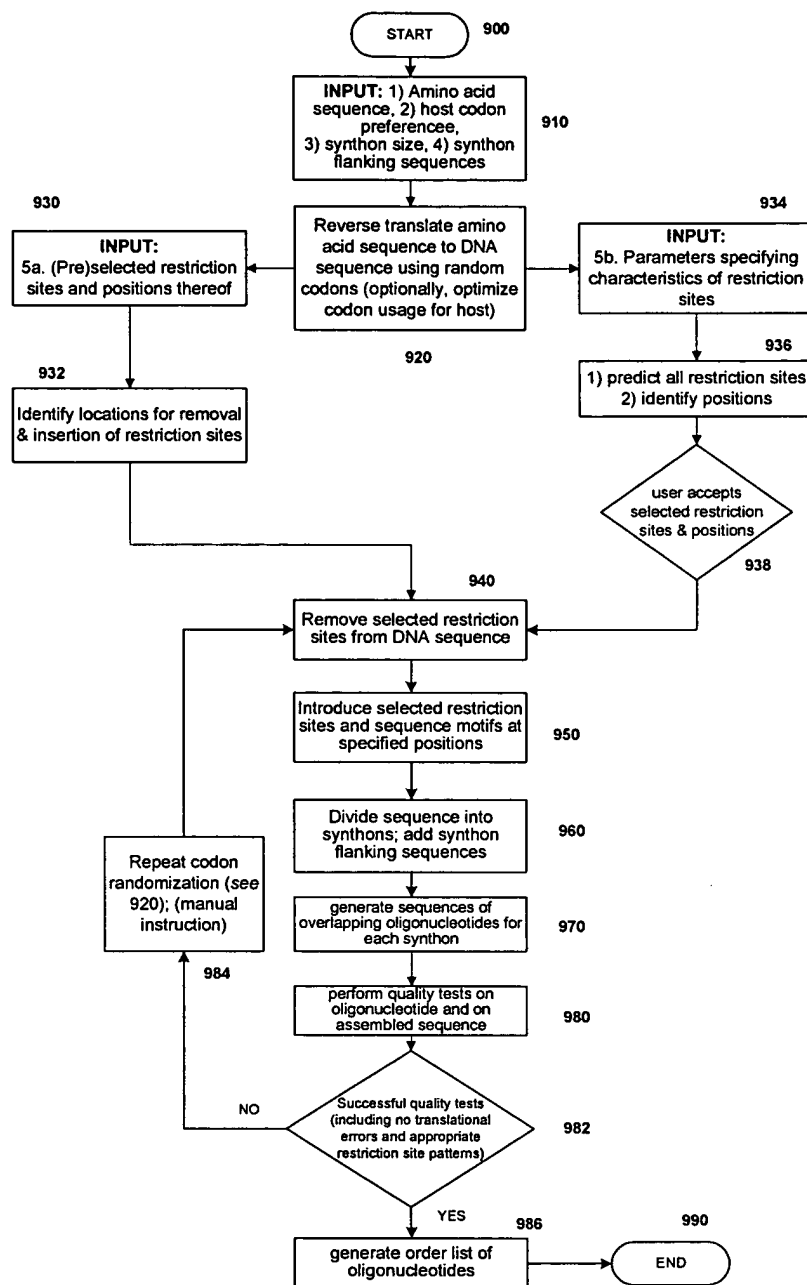 START
900
INPUT: 1) Amino acid
sequence, 2) host codon
preferencee,
3) synthon size, 4) synthon
flanking sequences
910
930
INPUT:
5a. (Pre)selected restriction
sites and positions thereof
Reverse translate amino
acid sequence to DNA
sequence using random
codons (optionally, optimize
codon usage for host)
920
934
INPUT:
5b. Parameters specifying
characteristics of restriction
sites
932
Identify locations for removal
& insertion of restriction sites
936
1) predict all restriction sites
2) identify positions
user accepts
selected restriction
sites & positions
938
940
Remove selected restriction
sites from DNA sequence
Introduce selected restriction
sites and sequence motifs at
specified positions
950
Divide sequence into
synthons; add synthon
flanking sequences
960
Repeat codon
randomization (see
920); (manual
instruction)
984
generate sequences of
overlapping oligonucleotides for
each synthon
970
perform quality tests on
oligonucleotide and on
assembled sequence
980
NO
Successful quality tests
(including no translational
errors and appropriate
restriction site patterns)
982
YES
986
generate order list of
oligonucleotides
990
END